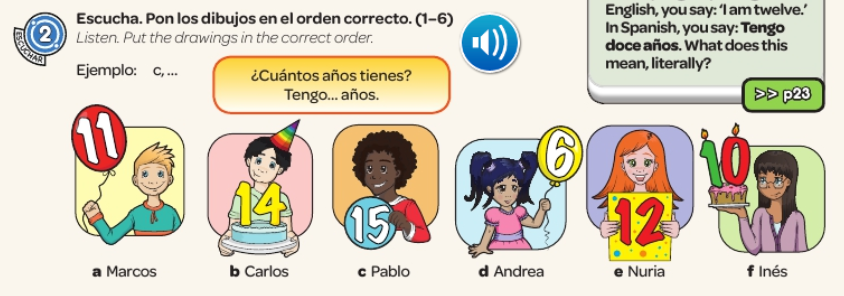 2
ESCUCHAR
Escucha. Pon los dibujos en el orden correcto. (1–6)
Listen. Put the drawings in the correct order.
Ejemplo: c, ...
¿Cuántos años tienes?
Tengo... años.
English, you say: ‘I am twelve.’
In Spanish, you say: Tengo
doce años. What does this
mean, literally?
>> p23
11
14
15
6
12
10
a Marcos
b Carlos
c Pablo
d Andrea
e Nuria
f Inés